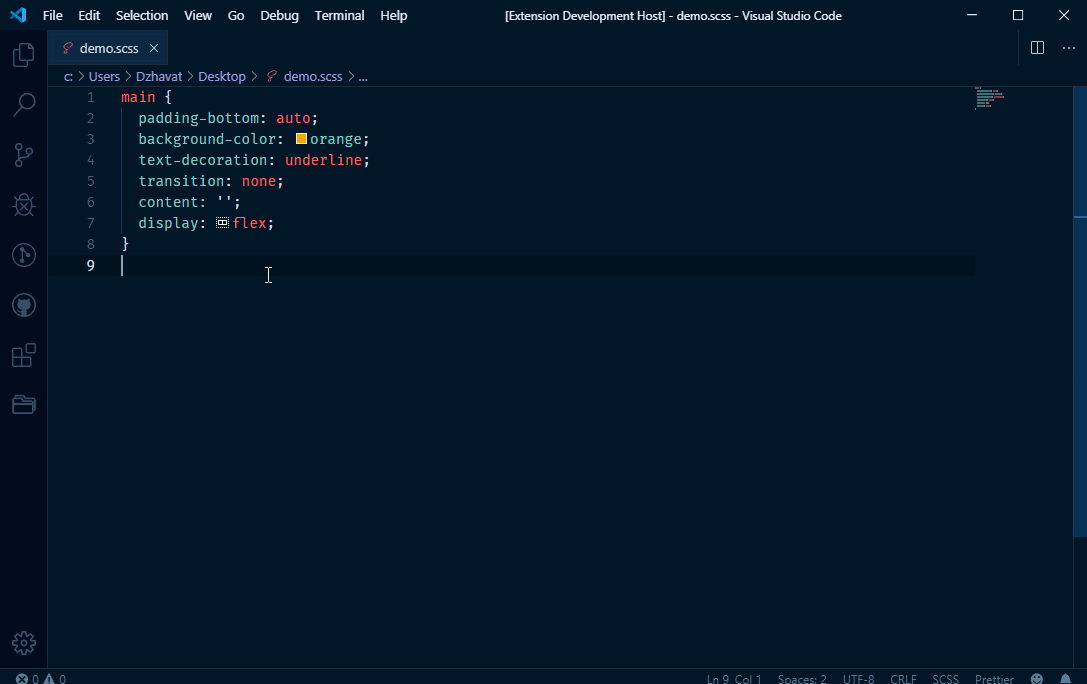 File Edit Selection View Go Debug Terminal Help [Extension Development Host] - demo.scss - Visual Studio Code
demo.scss
c: > Users > Dzhavat > Desktop > demo.scss > ...
1 main {
2 padding-bottom: auto;
3 background-color: orange;
4 text-decoration: underline;
5 transition: none;
6 content: '';
7 display: flex;
8 }
9
0 0 Ln 9, Col 1 Spaces: 2 UTF-8 CRLF SCSS Prettier